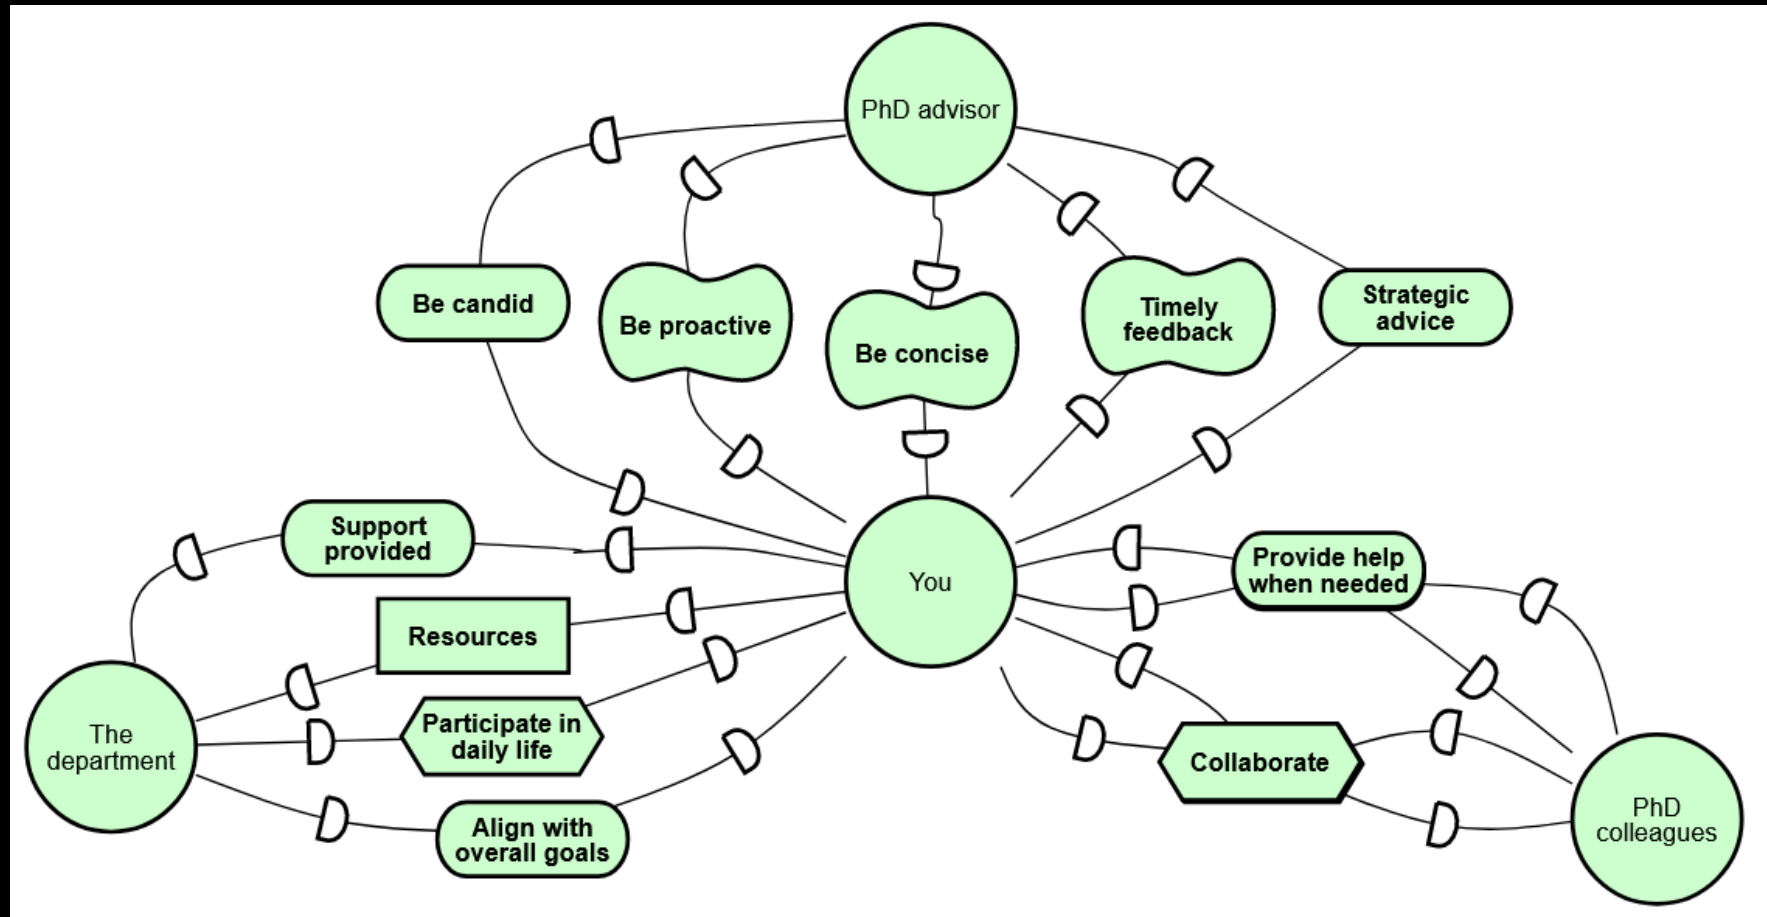 PhD advisor
Be candid
Be proactive
Be concise
Timely
feedback
Strategic
advice
Support
provided
You
Provide help
when needed
Resources
The
department
Participate in
daily life
Collaborate
Align with
overall goals
PhD
colleagues